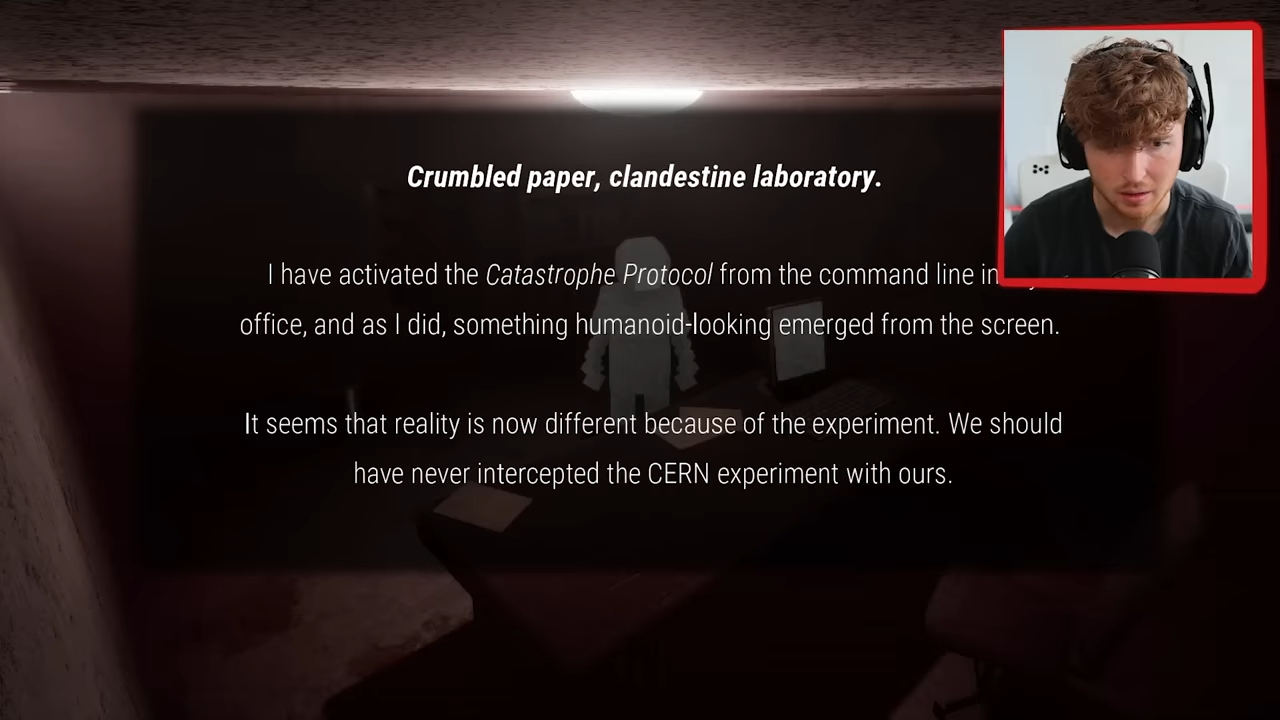 Crumbled paper, clandestine laboratory.
I have activated the Catastrophe Protocol from the command line in
office, and as I did, something humanoid-looking emerged from the screen.
It seems that reality is now different because of the experiment. We should
have never intercepted the CERN experiment with ours.